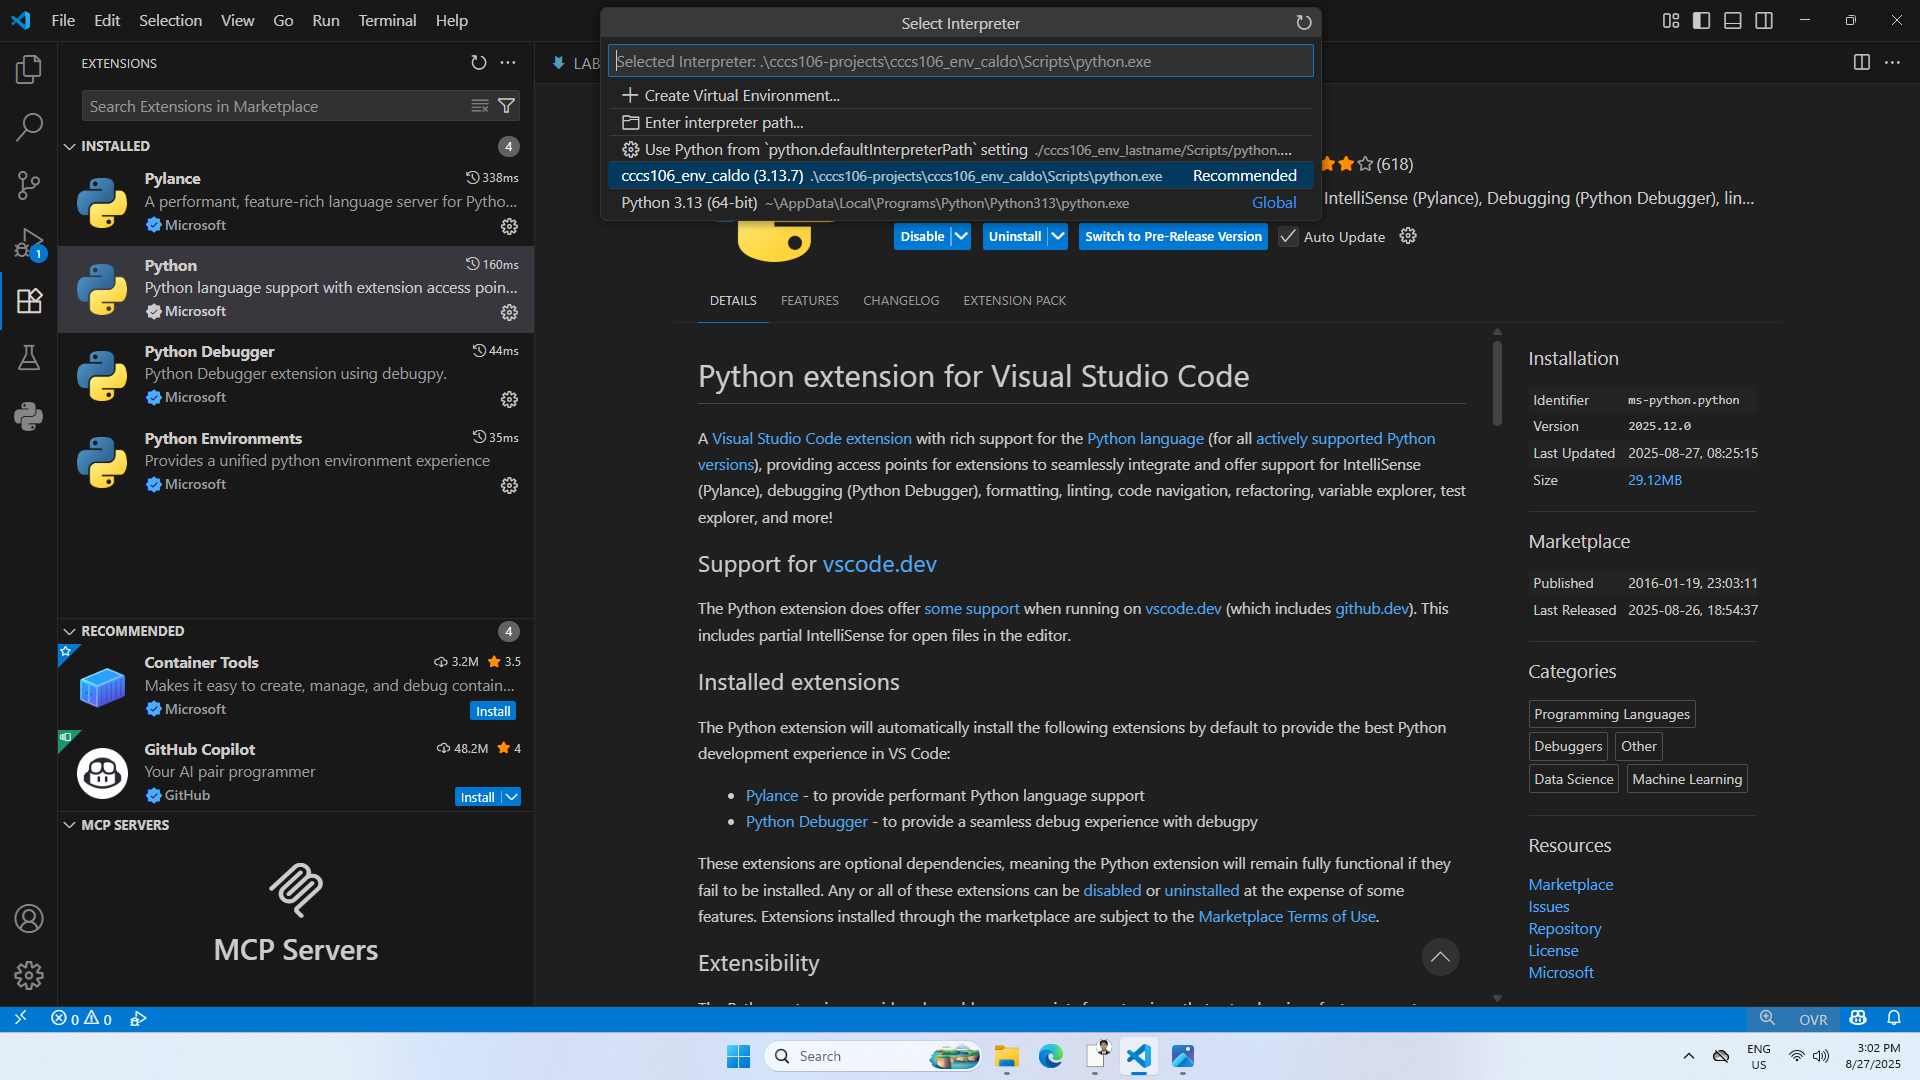 File Edit Selection View Go Run Terminal Help
Select Interpreter
Selected Interpreter: .\cccs106-projects\cccs106_env_caldo\Scripts\python.exe
Create Virtual Environment...
Enter interpreter path...
Use Python from `python.defaultInterpreterPath` setting ./cccs106_env_lastname/Scripts/python....
cccs106_env_caldo (3.13.7) .\cccs106-projects\cccs106_env_caldo\Scripts\python.exe Recommended
Python 3.13 (64-bit) ~\AppData\Local\Programs\Python\Python313\python.exe Global
EXTENSIONS
Search Extensions in Marketplace
INSTALLED 4
Pylance 338ms
A performant, feature-rich language server for Pytho...
Microsoft
Python 160ms
Python language support with extension access poin...
Microsoft
Python Debugger 44ms
Python Debugger extension using debugpy.
Microsoft
Python Environments 35ms
Provides a unified python environment experience
Microsoft
RECOMMENDED 4
Container Tools 3.2M 3.5
Makes it easy to create, manage, and debug contain...
Microsoft Install
GitHub Copilot 48.2M 4
Your AI pair programmer
GitHub Install
MCP SERVERS
MCP Servers
1
LAB
(618)
IntelliSense (Pylance), Debugging (Python Debugger), lin...
Disable Uninstall Switch to Pre-Release Version Auto Update
DETAILS FEATURES CHANGELOG EXTENSION PACK
Python extension for Visual Studio Code
A Visual Studio Code extension with rich support for the Python language (for all actively supported Python
versions), providing access points for extensions to seamlessly integrate and offer support for IntelliSense
(Pylance), debugging (Python Debugger), formatting, linting, code navigation, refactoring, variable explorer, test
explorer, and more!
Support for vscode.dev
The Python extension does offer some support when running on vscode.dev (which includes github.dev). This
includes partial IntelliSense for open files in the editor.
Installed extensions
The Python extension will automatically install the following extensions by default to provide the best Python
development experience in VS Code:
• Pylance - to provide performant Python language support
• Python Debugger - to provide a seamless debug experience with debugpy
These extensions are optional dependencies, meaning the Python extension will remain fully functional if they
fail to be installed. Any or all of these extensions can be disabled or uninstalled at the expense of some
features. Extensions installed through the marketplace are subject to the Marketplace Terms of Use.
Extensibility
Installation
Identifier ms-python.python
Version 2025.12.0
Last Updated 2025-08-27, 08:25:15
Size 29.12MB
Marketplace
Published 2016-01-19, 23:03:11
Last Released 2025-08-26, 18:54:37
Categories
Programming Languages
Debuggers Other
Data Science Machine Learning
Resources
Marketplace
Issues
Repository
License
Microsoft
0 0 OVR
Search
ENG
US
3:02 PM
8/27/2025